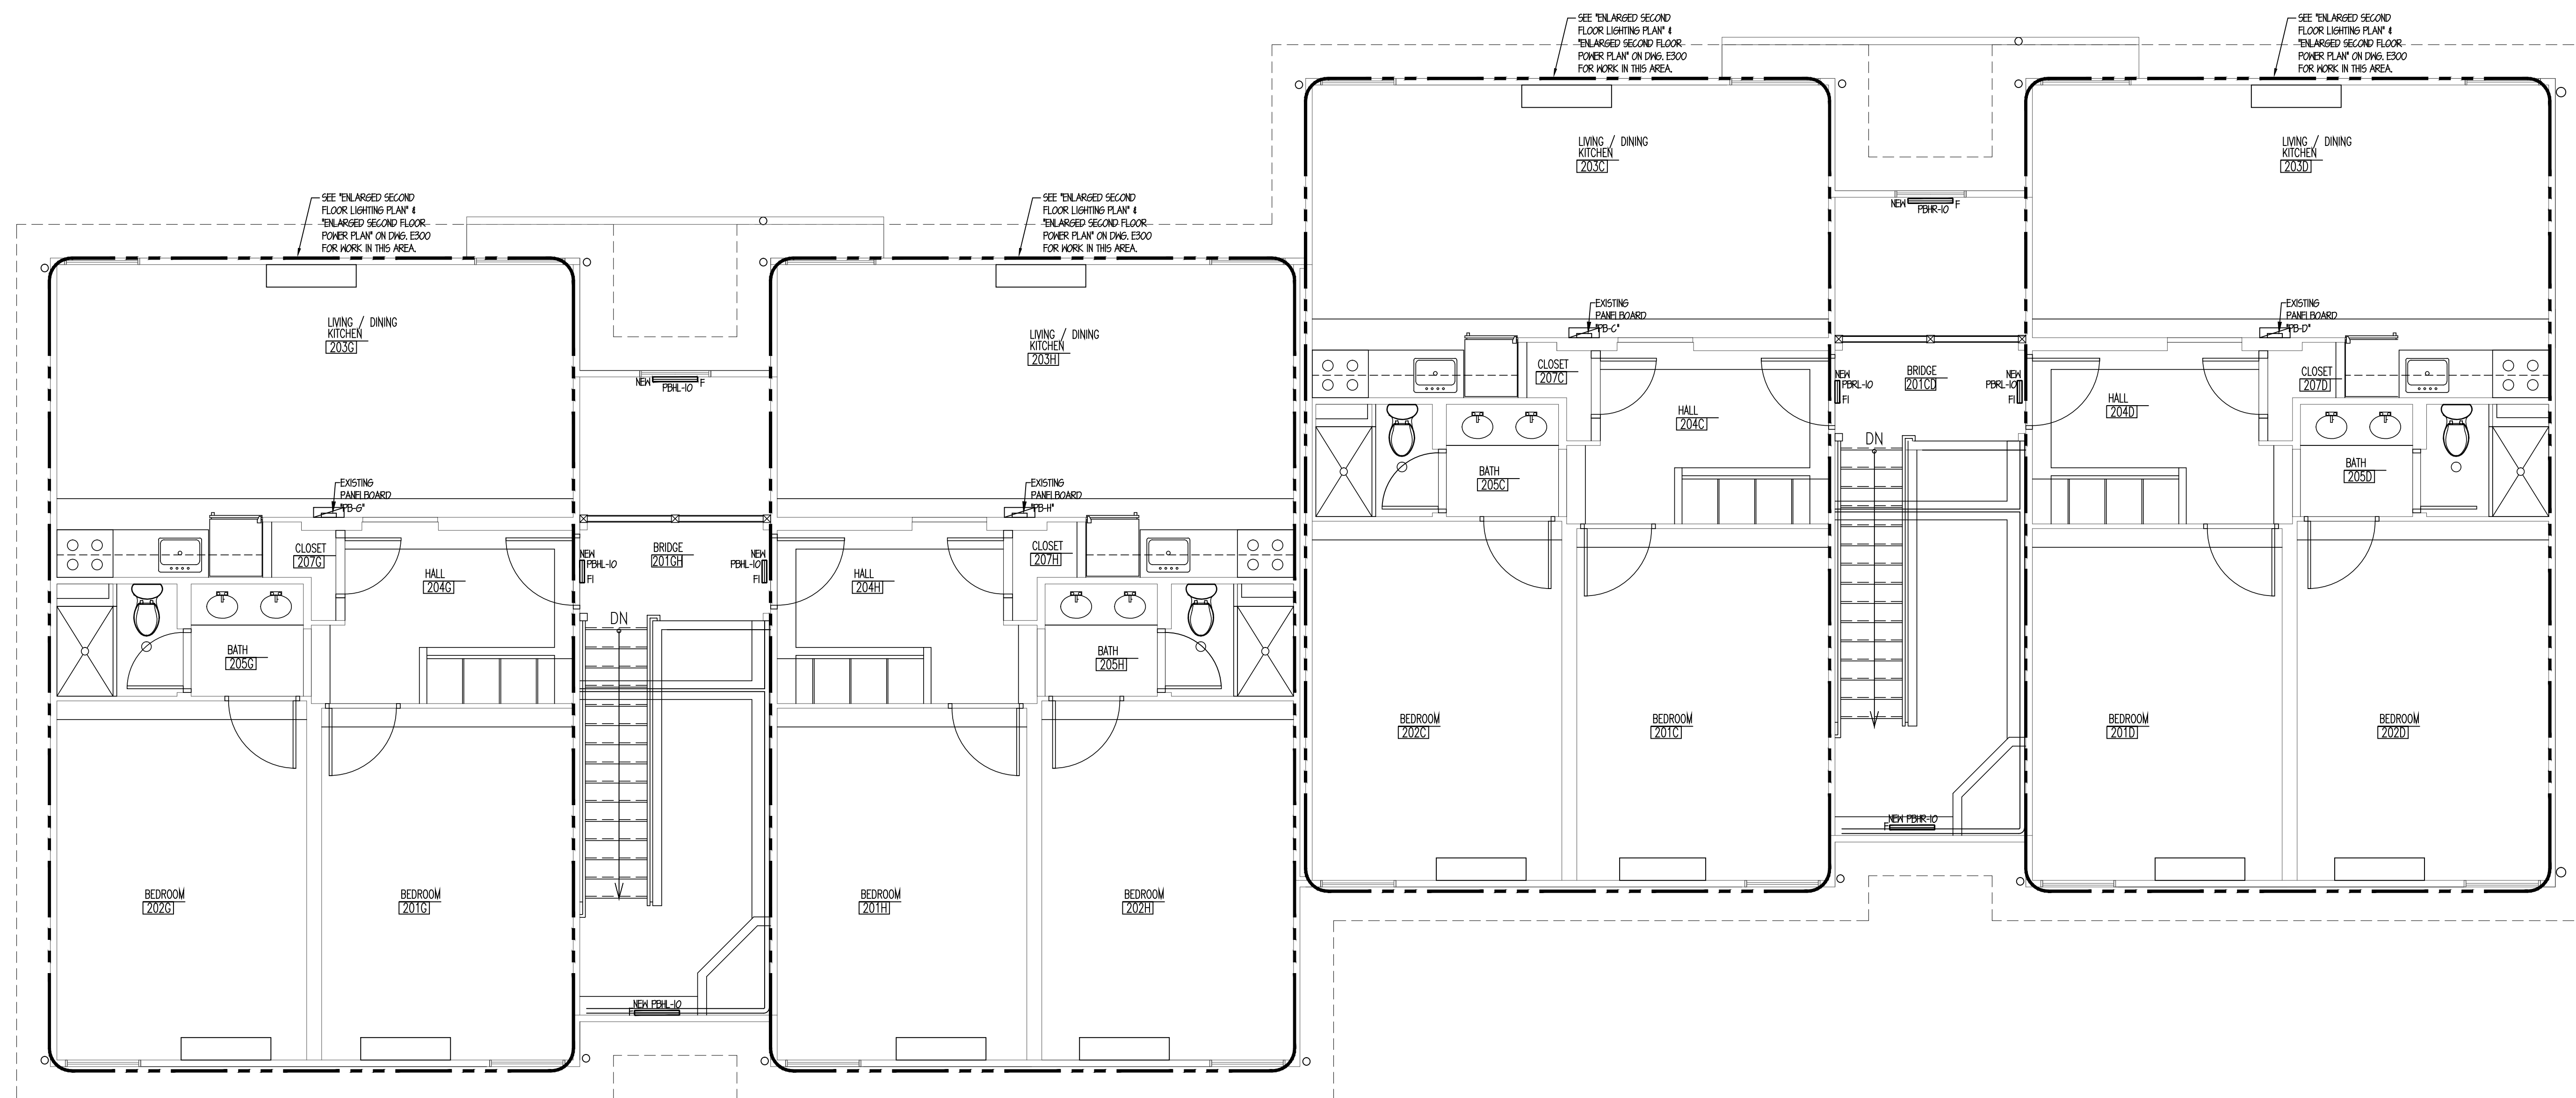 SEE "ENLARGED SECOND
FLOOR LIGHTING PLAN" &
"ENLARGED SECOND FLOOR
POWER PLAN" ON DWG. E300
FOR WORK IN THIS AREA.
LIVING / DINING
KITCHEN
203G
EXISTING
PANELBOARD
"PB-G"
CLOSET
207G
HALL
204G
BATH
205G
BEDROOM
202G
BEDROOM
201G
NEW PBHL-10 F
NEW
PBHL-10
F1
BRIDGE
201GH
NEW
PBHL-10
F1
DN
NEW PBHL-10
F
SEE "ENLARGED SECOND
FLOOR LIGHTING PLAN" &
"ENLARGED SECOND FLOOR
POWER PLAN" ON DWG. E300
FOR WORK IN THIS AREA.
LIVING / DINING
KITCHEN
203H
EXISTING
PANELBOARD
"PB-H"
CLOSET
207H
HALL
204H
BATH
205H
BEDROOM
201H
BEDROOM
202H
SEE "ENLARGED SECOND
FLOOR LIGHTING PLAN" &
"ENLARGED SECOND FLOOR
POWER PLAN" ON DWG. E300
FOR WORK IN THIS AREA.
LIVING / DINING
KITCHEN
203C
EXISTING
PANELBOARD
"PB-C"
CLOSET
207C
HALL
204C
BATH
205C
BEDROOM
202C
BEDROOM
201C
NEW PBHR-10 F
NEW
PBRL-10
F1
BRIDGE
201CD
NEW
PBRL-10
F1
DN
NEW PBHR-10
F
SEE "ENLARGED SECOND
FLOOR LIGHTING PLAN" &
"ENLARGED SECOND FLOOR
POWER PLAN" ON DWG. E300
FOR WORK IN THIS AREA.
LIVING / DINING
KITCHEN
203D
EXISTING
PANELBOARD
"PB-D"
CLOSET
207D
HALL
204D
BATH
205D
BEDROOM
201D
BEDROOM
202D